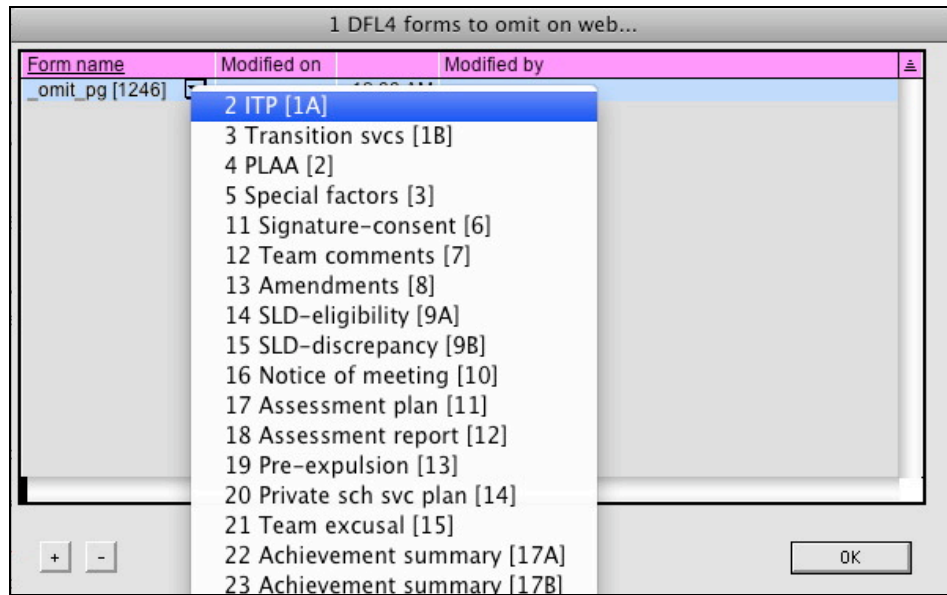 1 DFL4 forms to omit on web...
Form name Modified on Modified by
_omit_pg [1246]
2 ITP [1A]
3 Transition svcs [1B]
4 PLAA [2]
5 Special factors [3]
11 Signature-consent [6]
12 Team comments [7]
13 Amendments [8]
14 SLD-eligibility [9A]
15 SLD-discrepancy [9B]
16 Notice of meeting [10]
17 Assessment plan [11]
18 Assessment report [12]
19 Pre-expulsion [13]
20 Private sch svc plan [14]
21 Team excusal [15]
22 Achievement summary [17A]
23 Achievement summary [17B]
+ - OK